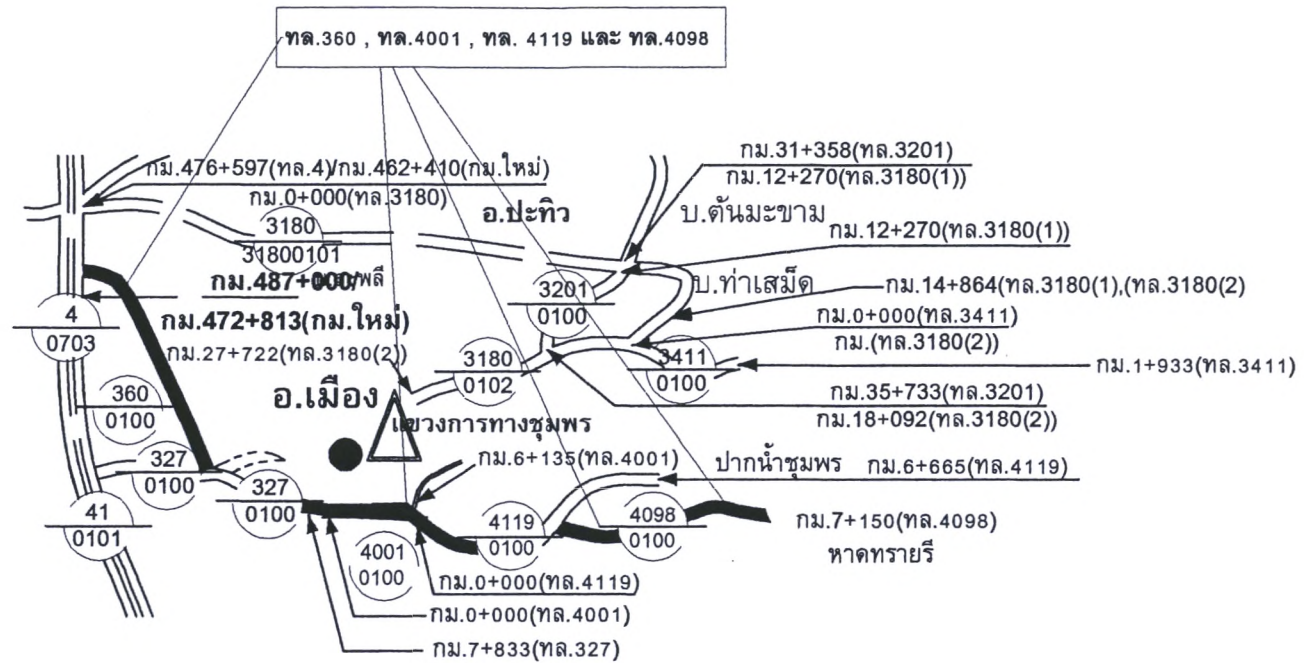 ทล.360 , ทล.4001 , ทล. 4119 และ ทล.4098
กม.31+358(ทล.3201)
กม.476+597(ทล.4)/กม.462+410(กม.ใหม่)
กม.12+270(ทล.3180(1))
กม.0+000(ทล.3180)
อ.ปะทิว
บ.ต้นมะขาม
3180
31800101
กม.12+270(ทล.3180(1))
กม.487+000/
บ.ท่าเสม็ด
3201
0100
กม.14+864(ทล.3180(1),(ทล.3180(2)
4
0703
กม.472+813(กม.ใหม่)
กม.0+000(ทล.3411)
กม.(ทล.3180(2))
กม.27+722(ทล.3180(2))
3180
0102
3411
0100
กม.1+933(ทล.3411)
360
0100
อ.เมือง
กม.35+733(ทล.3201)
กม.18+092(ทล.3180(2))
แขวงการทางชุมพร
327
0100
กม.6+135(ทล.4001)
ปากน้ำชุมพร กม.6+665(ทล.4119)
327
0100
41
0101
4119
0100
4098
0100
กม.7+150(ทล.4098)
หาดทรายรี
4001
0100
กม.0+000(ทล.4119)
กม.0+000(ทล.4001)
กม.7+833(ทล.327)